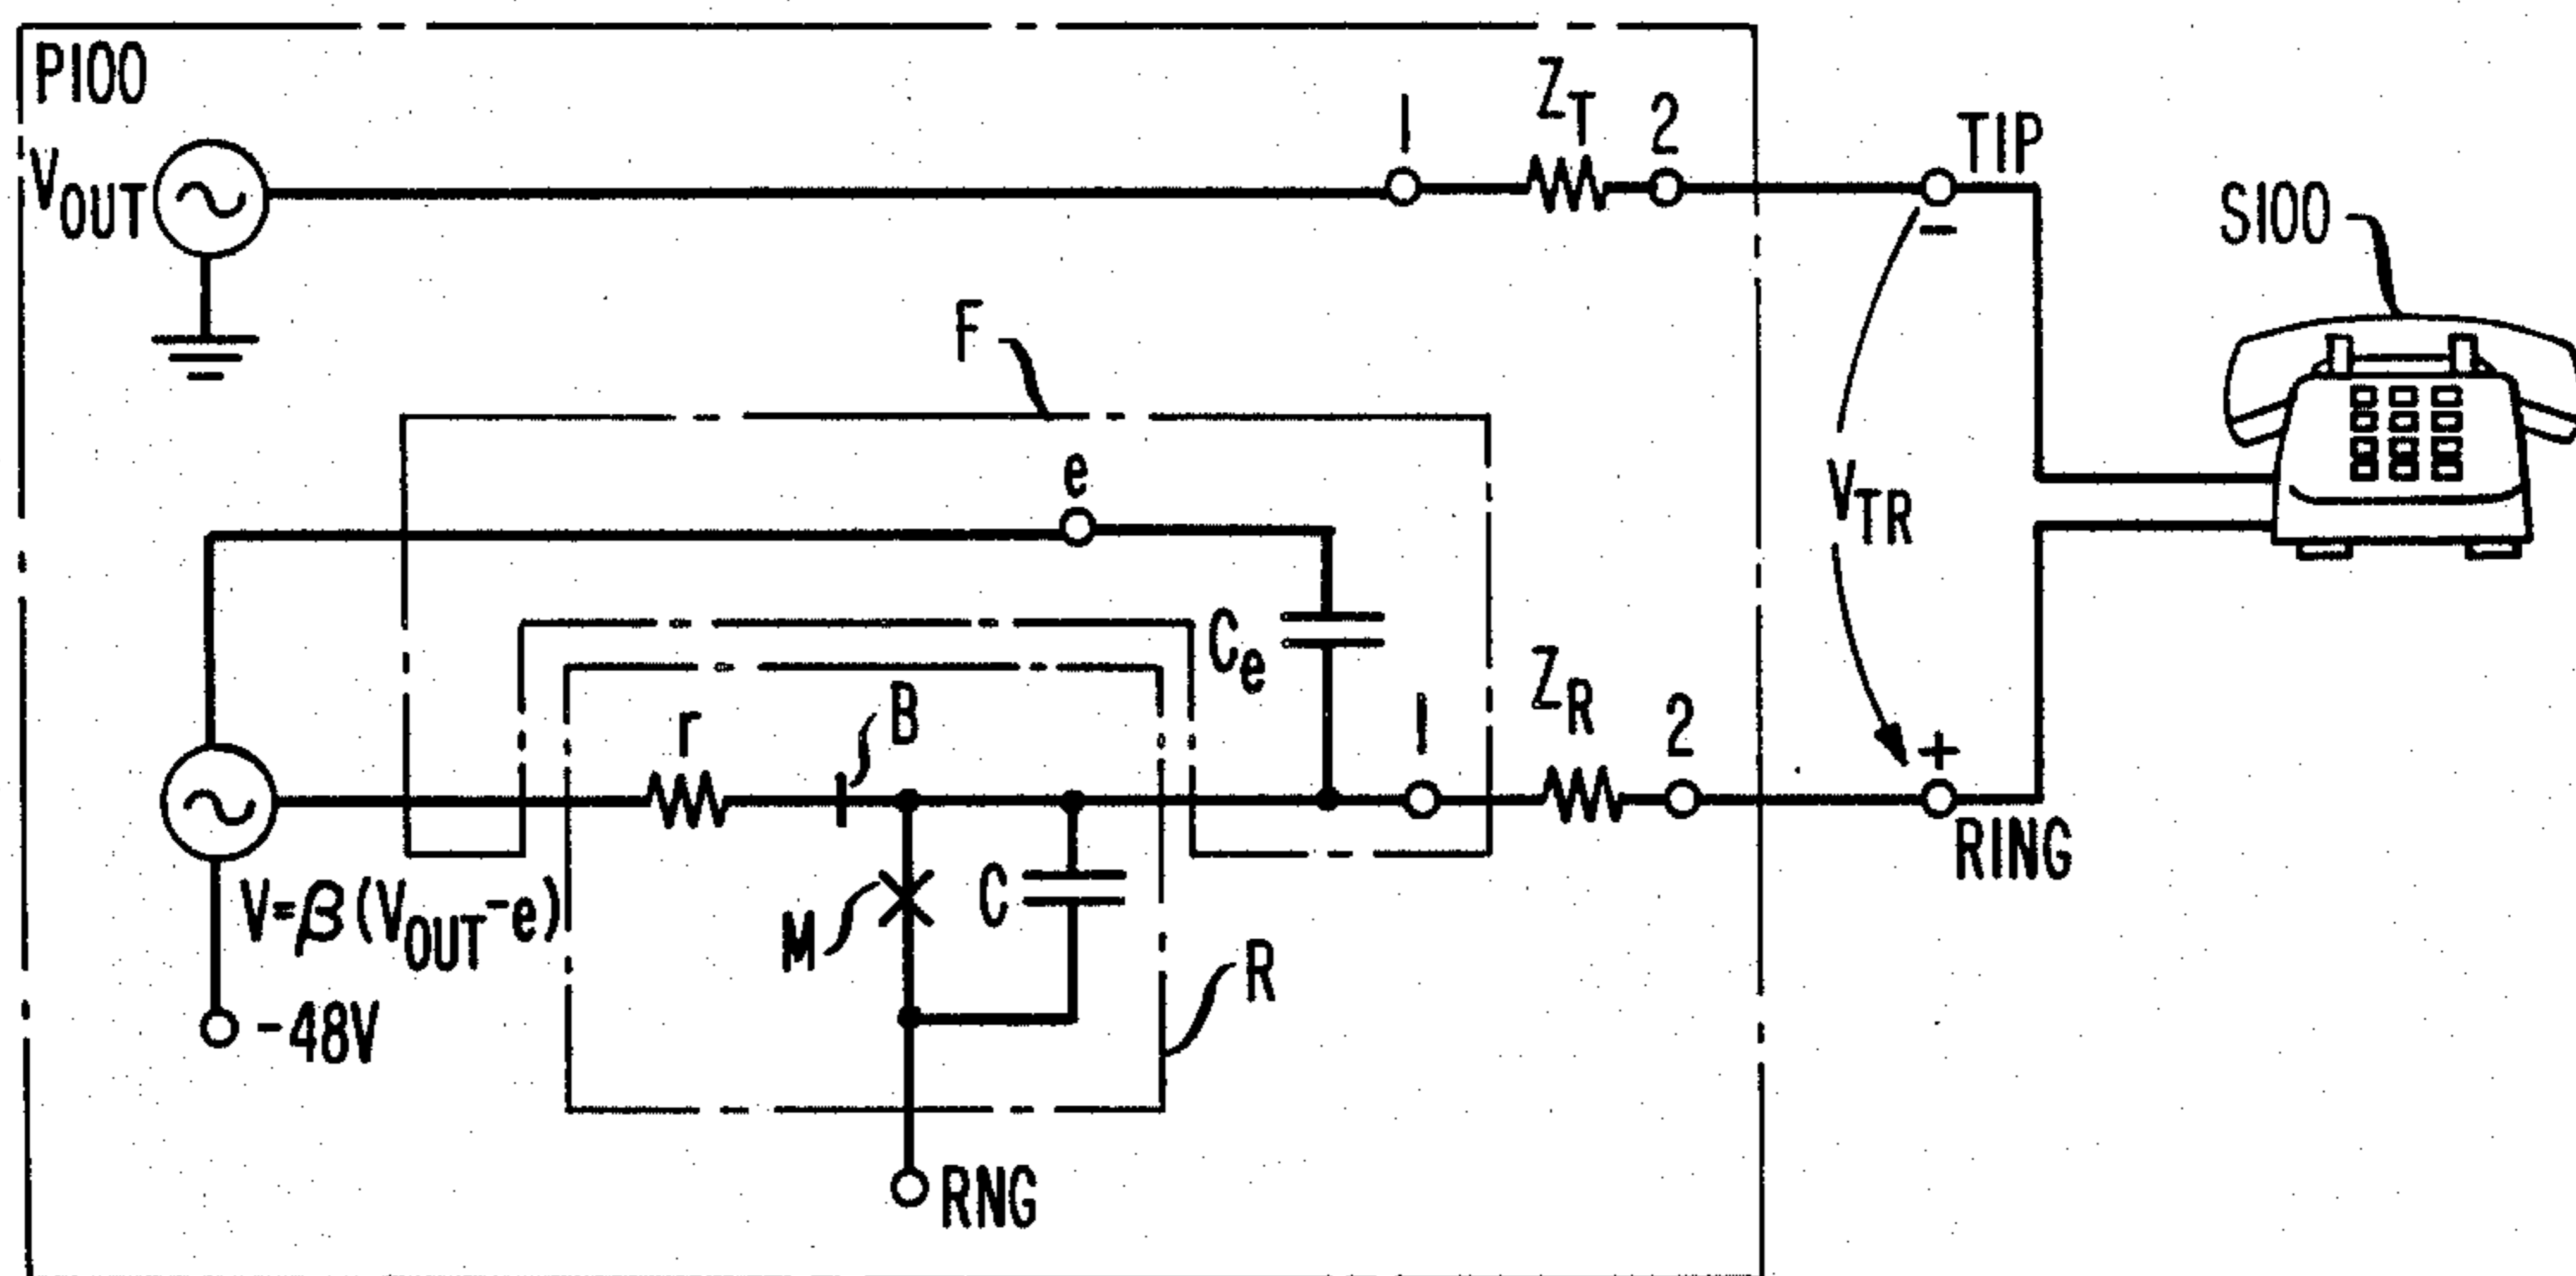 P100
V_OUT
1
Z_T
2
TIP
-
S100
F
e
V_TR
C_e
1
Z_R
2
+
RING
r
B
M
C
R
V=β(V_OUT-e)
-48V
RNG